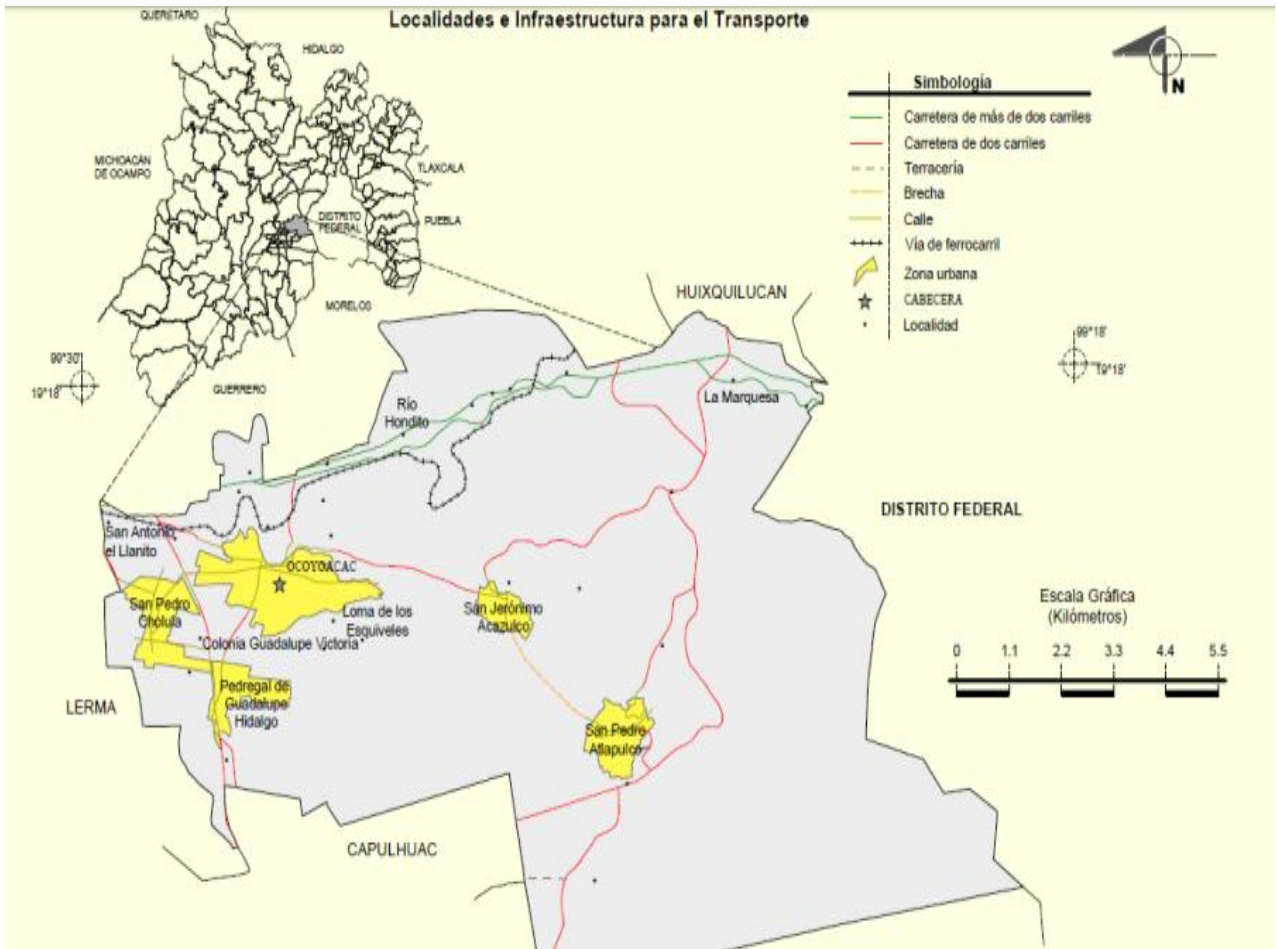 Localidades e Infraestructura para el Transporte
QUERÉTARO
HIDALGO
MICHOACÁN
DE OCAMPO
TLAXCALA
DISTRITO
FEDERAL
PUEBLA
MORELOS
GUERRERO
N
Simbología
Carretera de más de dos carriles
Carretera de dos carriles
Terracería
Brecha
Calle
Vía de ferrocarril
Zona urbana
CABECERA
Localidad
99°30'
19°18'
99°18'
19°18'
HUIXQUILUCAN
La Marquesa
Río
Hondito
DISTRITO FEDERAL
San Antonio
el Llanito
OCOYOACAC
San Pedro
Cholula
Loma de los
Esquiveles
San Jerónimo
Acazulco
Colonia Guadalupe Victoria
Pedregal de
Guadalupe
Hidalgo
LERMA
San Pedro
Atlapulco
CAPULHUAC
Escala Gráfica
(Kilómetros)
0 1.1 2.2 3.3 4.4 5.5